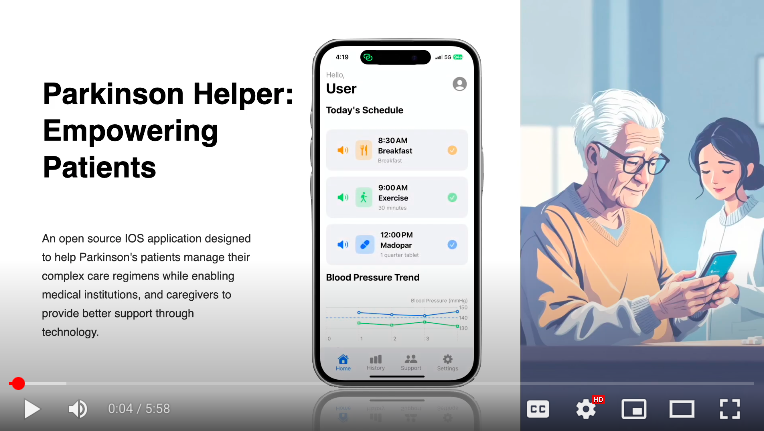 Parkinson Helper:
Empowering
Patients
An open source IOS application designed
to help Parkinson's patients manage their
complex care regimens while enabling
medical institutions, and caregivers to
provide better support through
technology.
4:19
5G
Hello,
User
Today's Schedule
8:30 AM
Breakfast
Breakfast
9:00 AM
Exercise
30 minutes
12:00 PM
Madopar
1 quarter tablet
Blood Pressure Trend
Blood Pressure (mmHg)
150
140
130
0 1 2 3
Home History Support Settings
0:04 / 5:58
CC
HD